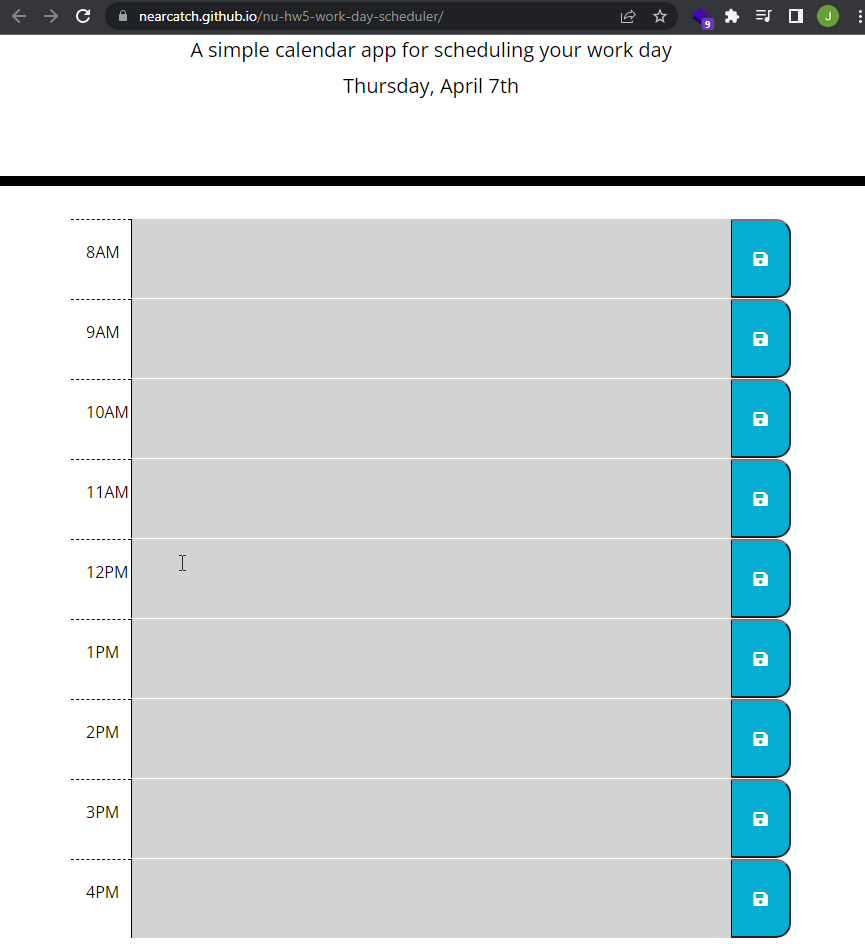 nearcatch.github.io/nu-hw5-work-day-scheduler/
9
J
A simple calendar app for scheduling your work day
Thursday, April 7th
8AM
9AM
10AM
11AM
12PM
1PM
2PM
3PM
4PM